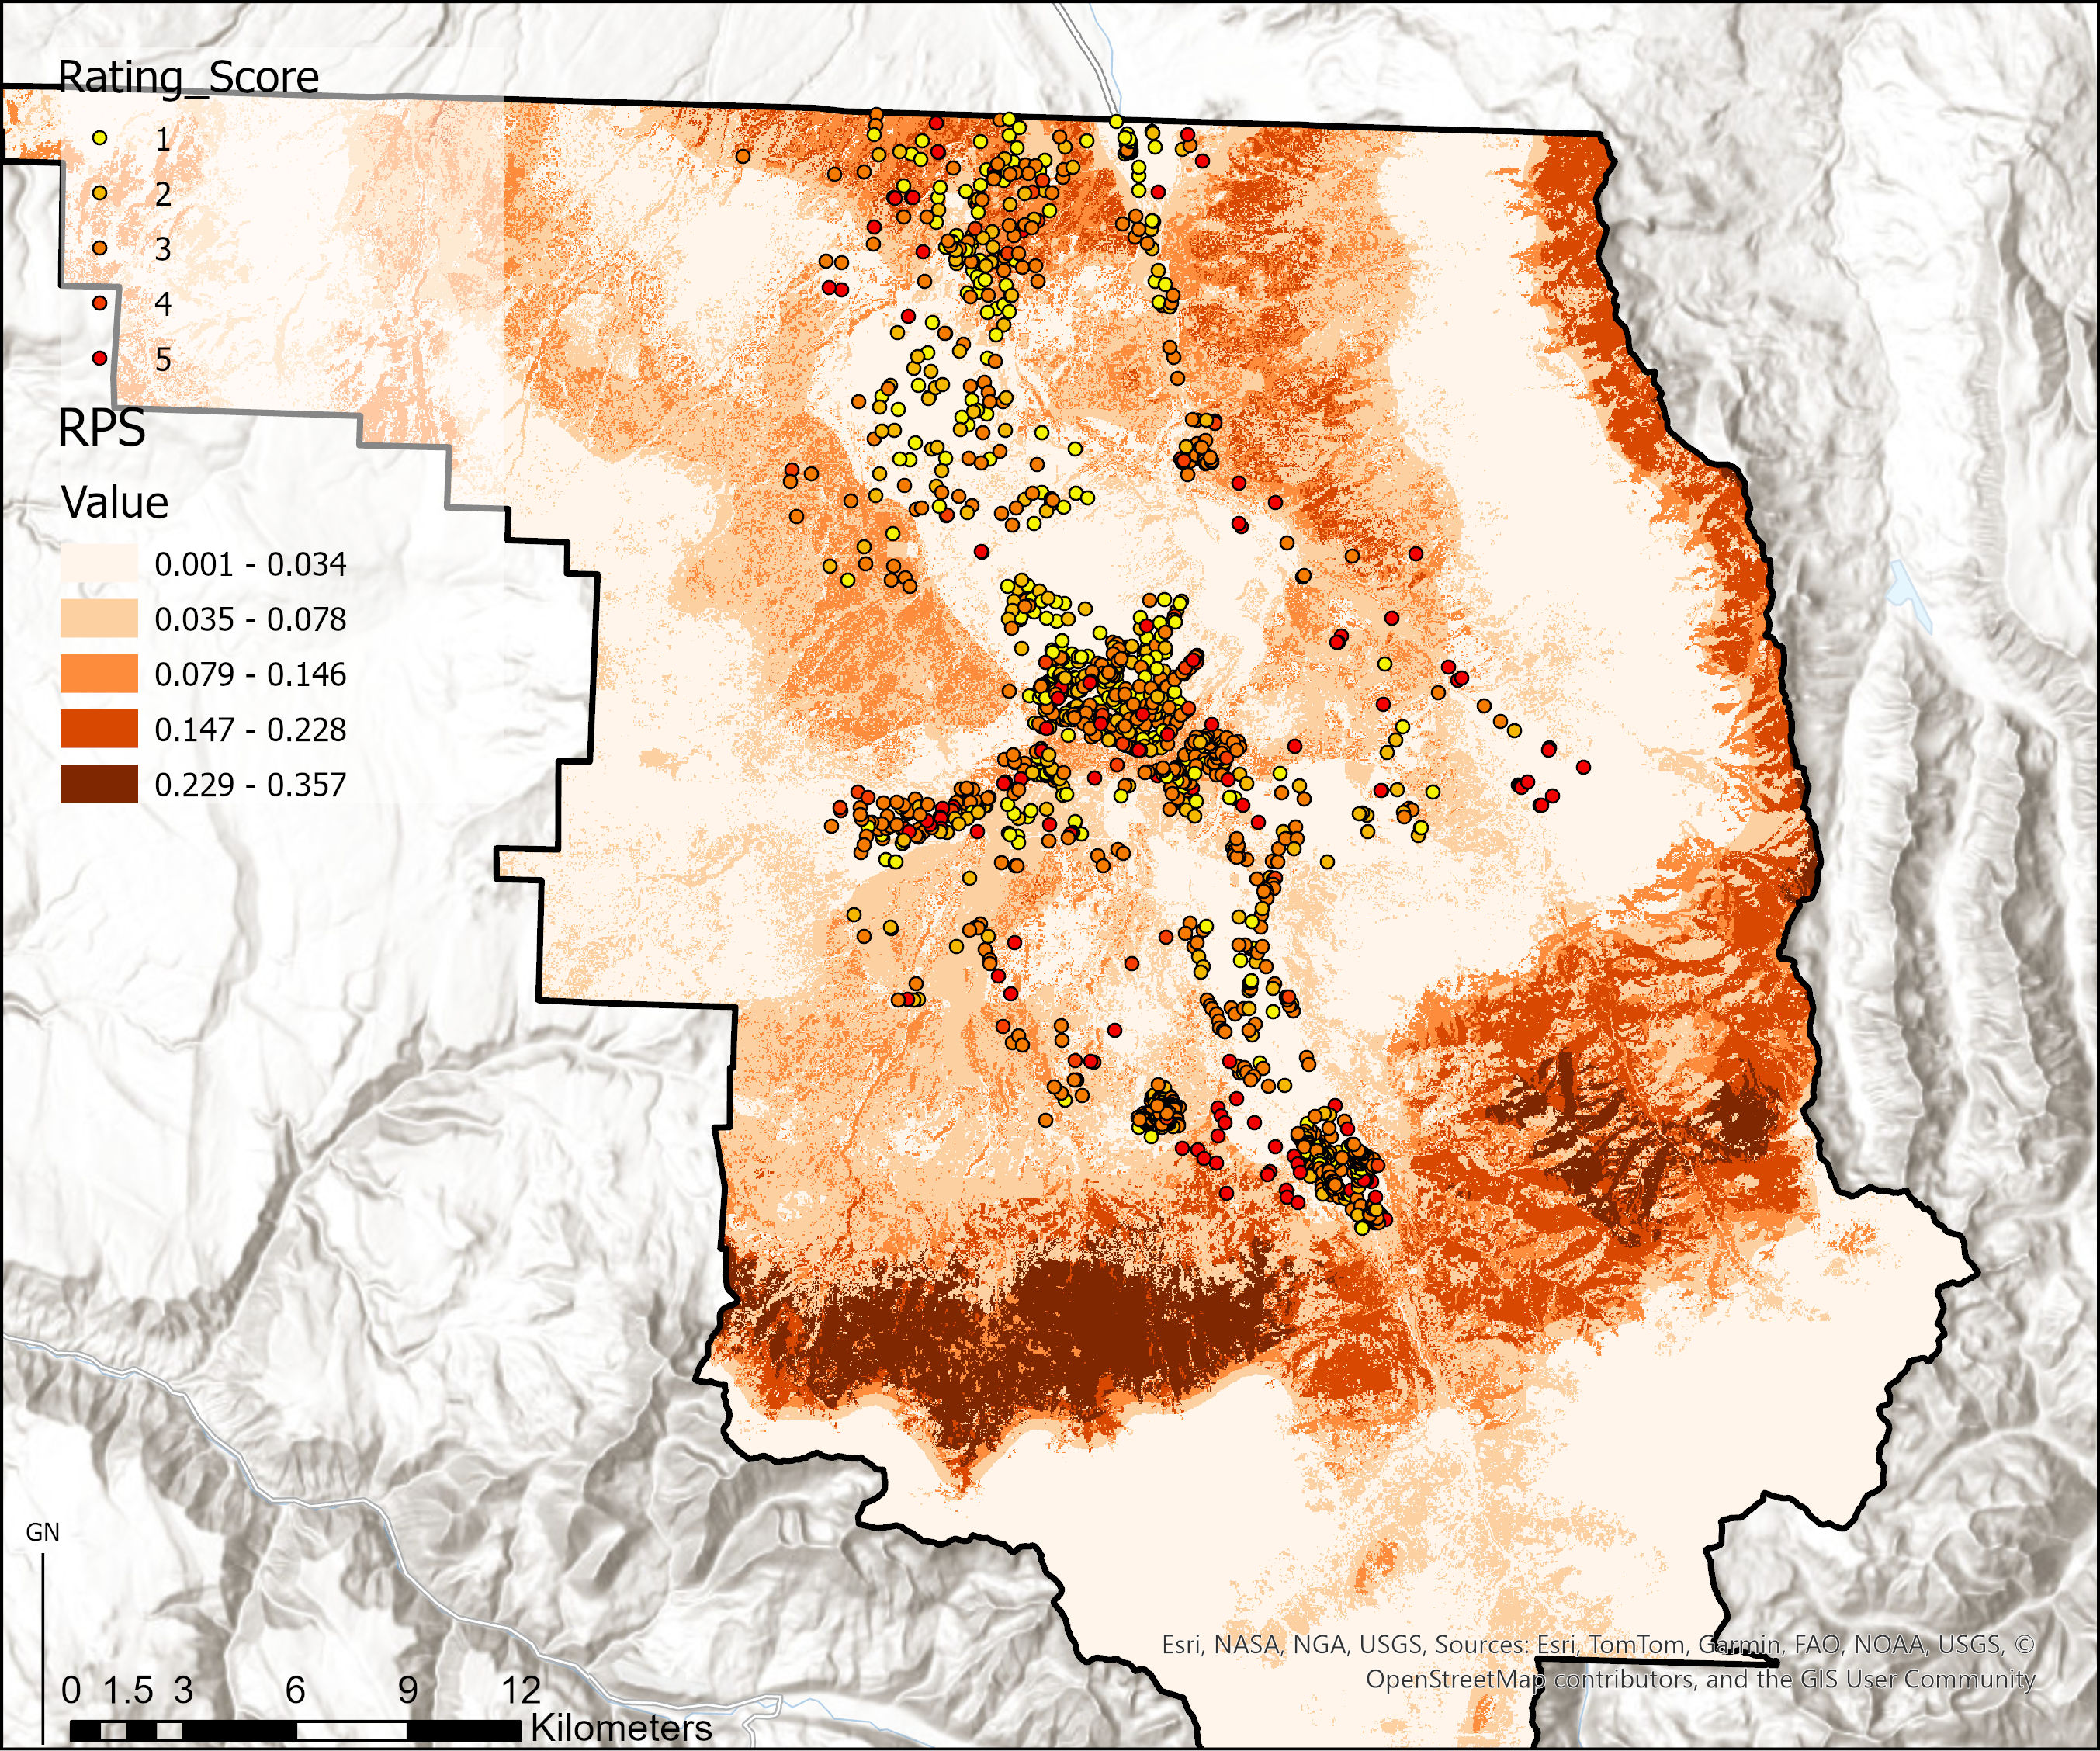 Rating_Score
1
2
3
4
5
RPS
Value
0.001 - 0.034
0.035 - 0.078
0.079 - 0.146
0.147 - 0.228
0.229 - 0.357
GN
0 1.5 3 6 9 12
Kilometers
Esri, NASA, NGA, USGS, Sources: Esri, TomTom, Garmin, FAO, NOAA, USGS, ©
OpenStreetMap contributors, and the GIS User Community